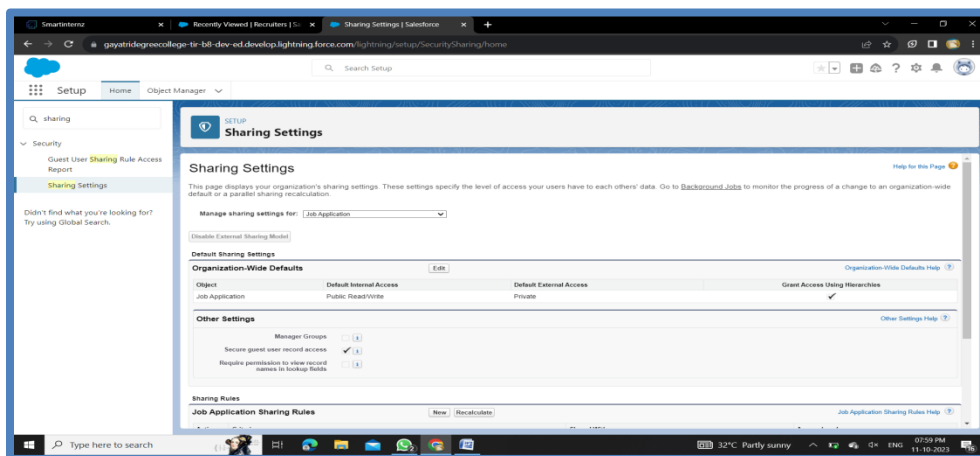 Smartinternz
Recently Viewed | Recruiters | Sa
Sharing Settings | Salesforce
gayatridegreecollege-tir-b8-dev-ed.develop.lightning.force.com/lightning/setup/SecuritySharing/home
Search Setup
Setup
Home
Object Manager
sharing
Security
Guest User Sharing Rule Access
Report
Sharing Settings
Didn't find what you're looking for?
Try using Global Search.
SETUP
Sharing Settings
Sharing Settings
Help for this Page
This page displays your organization's sharing settings. These settings specify the level of access your users have to each others' data. Go to Background Jobs to monitor the progress of a change to an organization-wide
default or a parallel sharing recalculation.
Manage sharing settings for: Job Application
Disable External Sharing Model
Default Sharing Settings
Organization-Wide Defaults Edit Organization-Wide Defaults Help ?
Object Default Internal Access Default External Access Grant Access Using Hierarchies
Job Application Public Read/Write Private ✓
Other Settings Other Settings Help ?
Manager Groups i
Secure guest user record access ✓ i
Require permission to view record
names in lookup fields i
Sharing Rules
Job Application Sharing Rules New Recalculate Job Application Sharing Rules Help ?
Type here to search
32°C Partly sunny
ENG
07:59 PM
11-10-2023